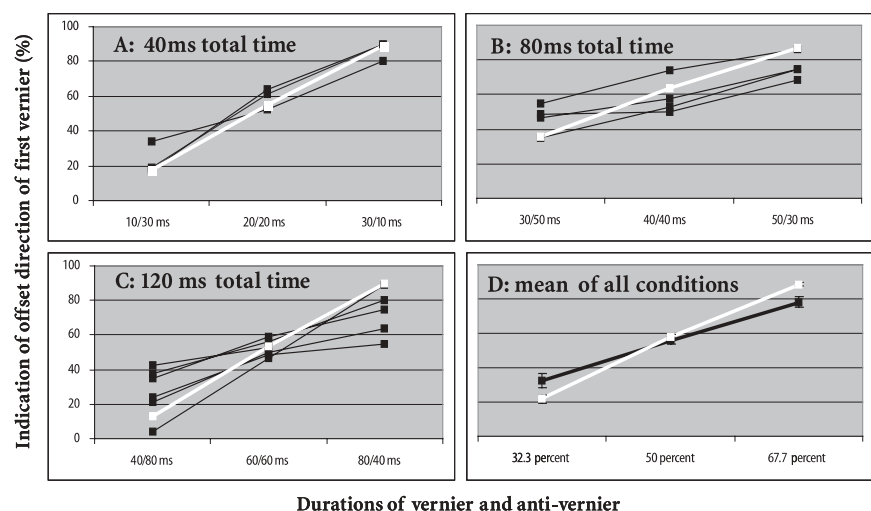 Indication of offset direction of first vernier (%)
A: 40ms total time
100
80
60
40
20
0
10/30 ms
20/20 ms
30/10 ms
B: 80ms total time
30/50 ms
40/40 ms
50/30 ms
C: 120 ms total time
100
80
60
40
20
0
40/80 ms
60/60 ms
80/40 ms
D: mean of all conditions
32.3 percent
50 percent
67.7 percent
Durations of vernier and anti-vernier